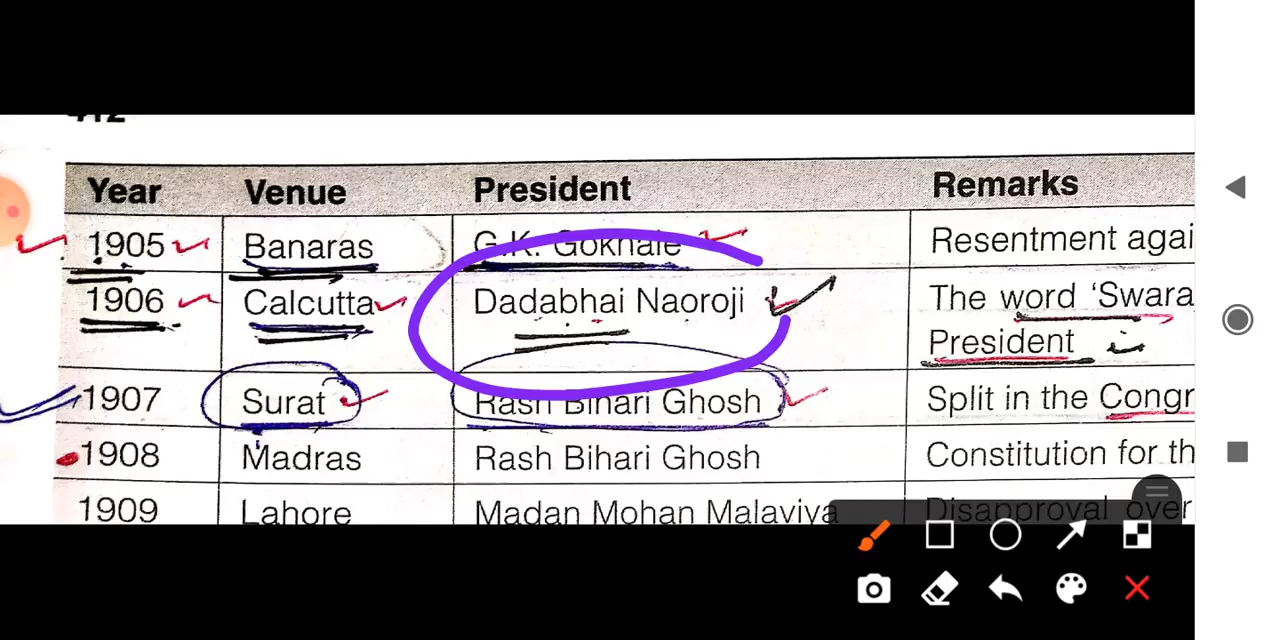 Year Venue President Remarks
1905 Banaras G.K. Gokhale Resentment agai
1906 Calcutta Dadabhai Naoroji The word 'Swara
President
1907 Surat Rash Bihari Ghosh Split in the Congr
1908 Madras Rash Bihari Ghosh Constitution for th
1909 Lahore Madan Mohan Malaviya Disapproval over